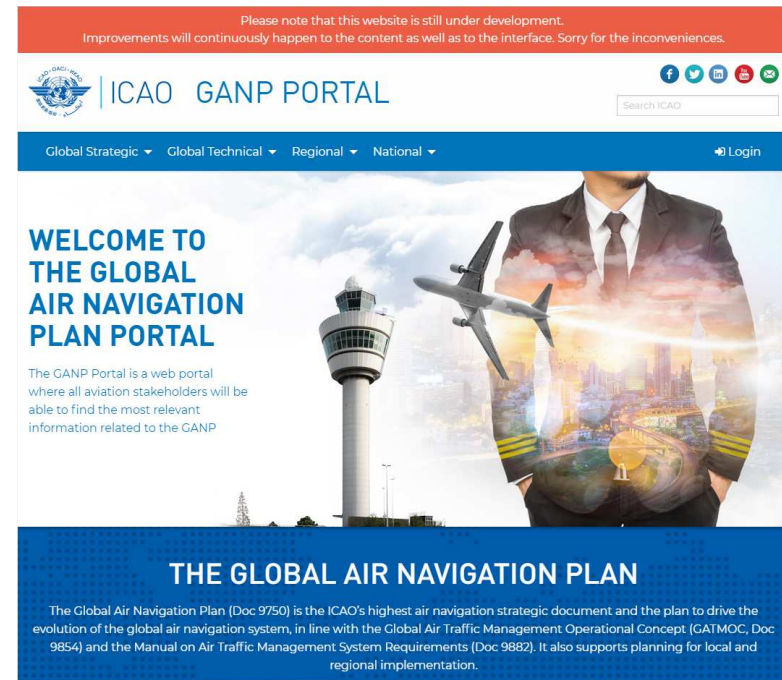 Please note that this website is still under development.
Improvements will continuously happen to the content as well as to the interface. Sorry for the inconveniences.
ICAO GANP PORTAL
Search ICAO
Global Strategic Global Technical Regional National Login
WELCOME TO
THE GLOBAL
AIR NAVIGATION
PLAN PORTAL
The GANP Portal is a web portal
where all aviation stakeholders will be
able to find the most relevant
information related to the GANP
THE GLOBAL AIR NAVIGATION PLAN
The Global Air Navigation Plan (Doc 9750) is the ICAO's highest air navigation strategic document and the plan to drive the
evolution of the global air navigation system, in line with the Global Air Traffic Management Operational Concept (GATMOC, Doc
9854) and the Manual on Air Traffic Management System Requirements (Doc 9882). It also supports planning for local and
regional implementation.